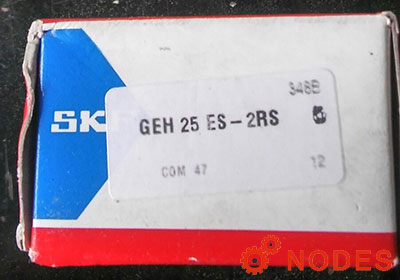 348B
SKF
GEH 25 ES-2RS
COM 47 12
NODES